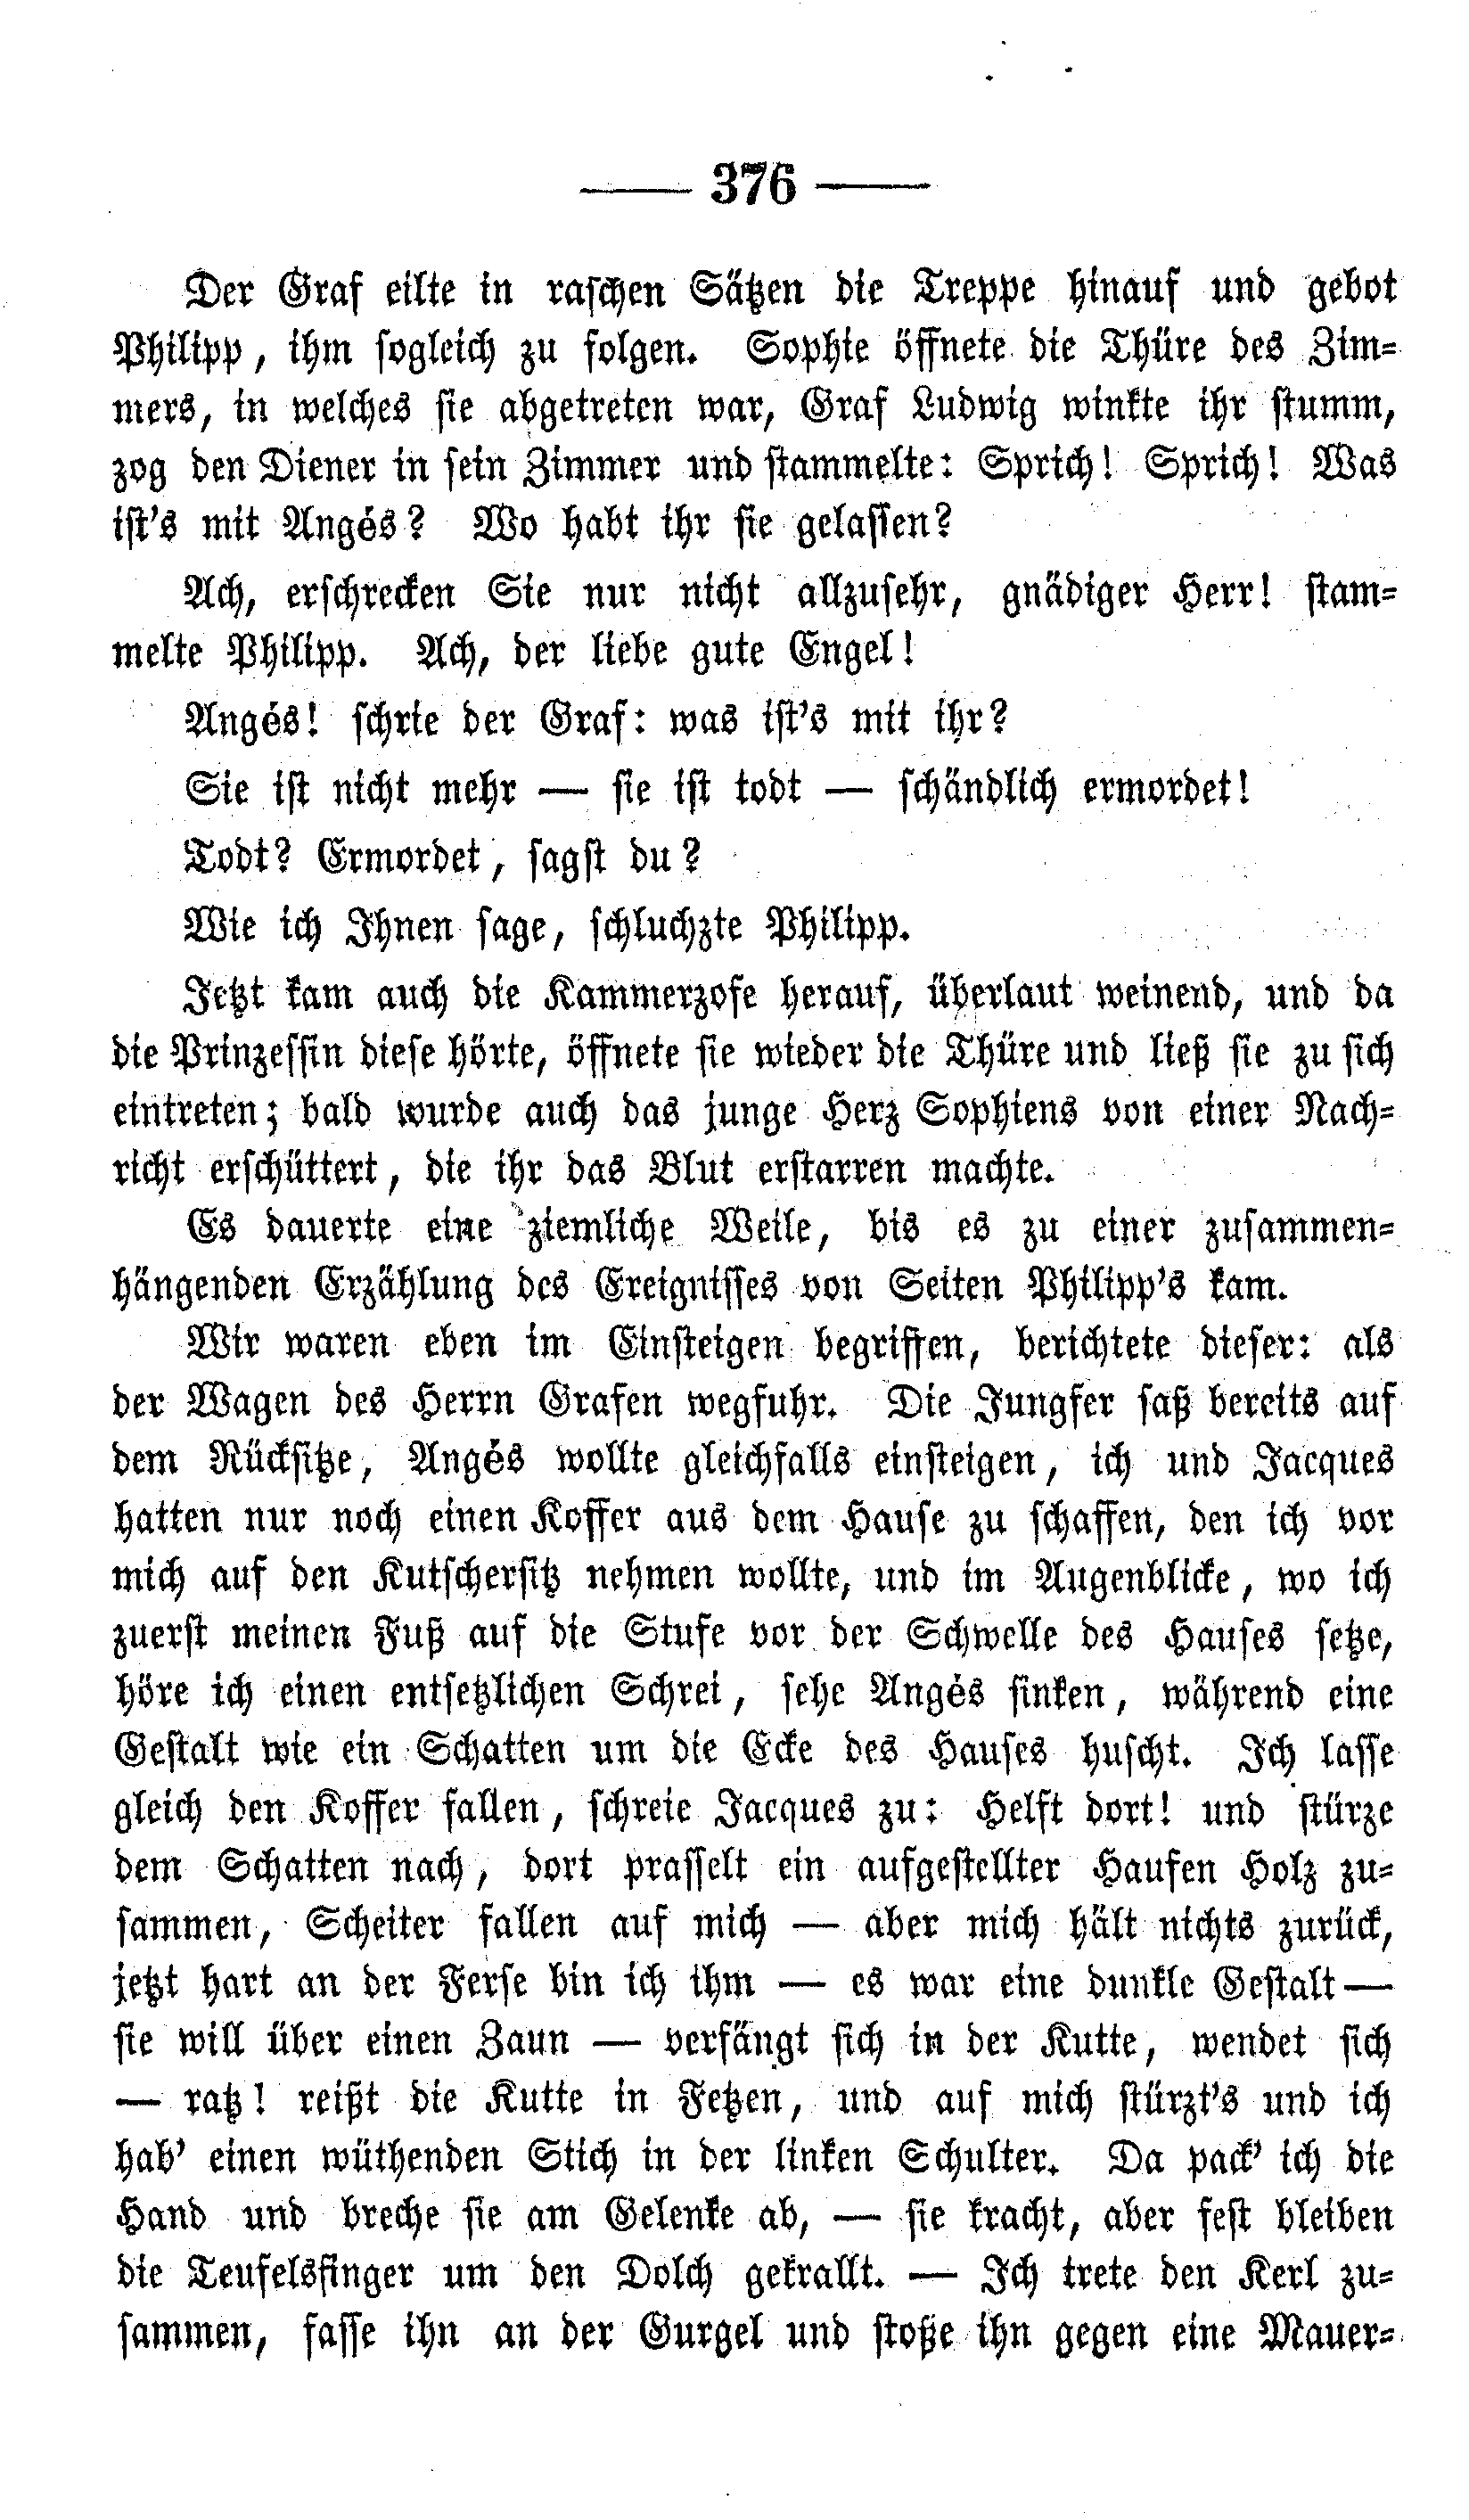 — 376 —
Der Graf eilte in raschen Sätzen die Treppe hinauf und gebot
Philipp, ihm sogleich zu folgen. Sophie öffnete die Thüre des Zim-
mers, in welches sie abgetreten war, Graf Ludwig winkte ihr stumm,
zog den Diener in sein Zimmer und stammelte: Sprich! Sprich! Was
ist's mit Angés? Wo habt ihr sie gelassen?
Ach, erschrecken Sie nur nicht allzusehr, gnädiger Herr! stam-
melte Philipp. Ach, der liebe gute Engel!
Angés! schrie der Graf: was ist's mit ihr?
Sie ist nicht mehr — sie ist todt — schändlich ermordet!
Todt? Ermordet, sagst du?
Wie ich Ihnen sage, schluchzte Philipp.
Jetzt kam auch die Kammerzofe herauf, überlaut weinend, und da
die Prinzessin diese hörte, öffnete sie wieder die Thüre und ließ sie zu sich
eintreten; bald wurde auch das junge Herz Sophiens von einer Nach-
richt erschüttert, die ihr das Blut erstarren machte.
Es dauerte eine ziemliche Weile, bis es zu einer zusammen-
hängenden Erzählung des Ereignisses von Seiten Philipp's kam.
Wir waren eben im Einsteigen begriffen, berichtete dieser: als
der Wagen des Herrn Grafen wegfuhr. Die Jungfer saß bereits auf
dem Rücksitze, Angés wollte gleichfalls einsteigen, ich und Jacques
hatten nur noch einen Koffer aus dem Hause zu schaffen, den ich vor
mich auf den Kutschersitz nehmen wollte, und im Augenblicke, wo ich
zuerst meinen Fuß auf die Stufe vor der Schwelle des Hauses setze,
höre ich einen entsetzlichen Schrei, sehe Angés sinken, während eine
Gestalt wie ein Schatten um die Ecke des Hauses huscht. Ich lasse
gleich den Koffer fallen, schreie Jacques zu: Helft dort! und stürze
dem Schatten nach, dort prasselt ein aufgestellter Haufen Holz zu-
sammen, Scheiter fallen auf mich — aber mich hält nichts zurück,
jetzt hart an der Ferse bin ich ihm — es war eine dunkle Gestalt —
sie will über einen Zaun — verfängt sich in der Kutte, wendet sich
— ratz! reißt die Kutte in Fetzen, und auf mich stürzt's und ich
hab' einen wüthenden Stich in der linken Schulter. Da pack' ich die
Hand und breche sie am Gelenke ab, — sie kracht, aber fest bleiben
die Teufelsfinger um den Dolch gekrallt. — Ich trete den Kerl zu-
sammen, fasse ihn an der Gurgel und stoße ihn gegen eine Mauer-